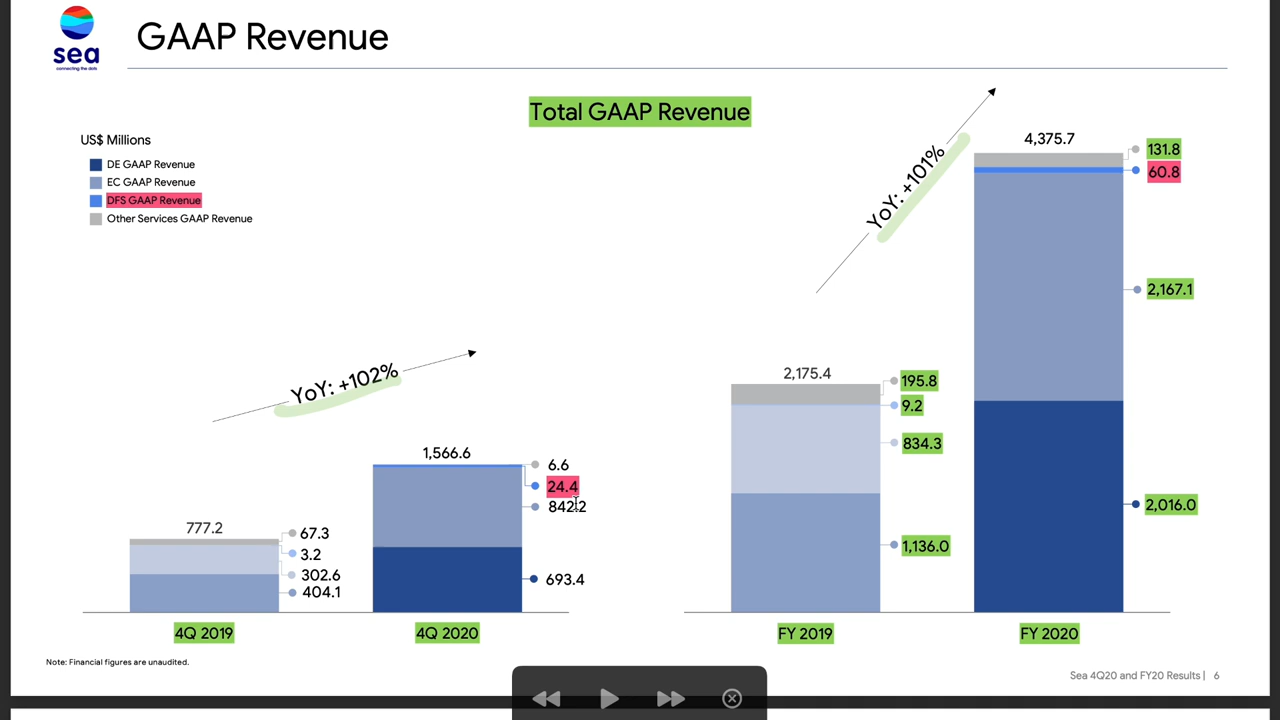 sea
connecting the dots
GAAP Revenue
Total GAAP Revenue
US$ Millions
DE GAAP Revenue
EC GAAP Revenue
DFS GAAP Revenue
Other Services GAAP Revenue
YoY: +102%
777.2
67.3
3.2
302.6
404.1
4Q 2019
1,566.6
6.6
24.4
842.2
693.4
4Q 2020
YoY: +101%
2,175.4
195.8
9.2
834.3
1,136.0
FY 2019
4,375.7
131.8
60.8
2,167.1
2,016.0
FY 2020
Note: Financial figures are unaudited.
Sea 4Q20 and FY20 Results | 6